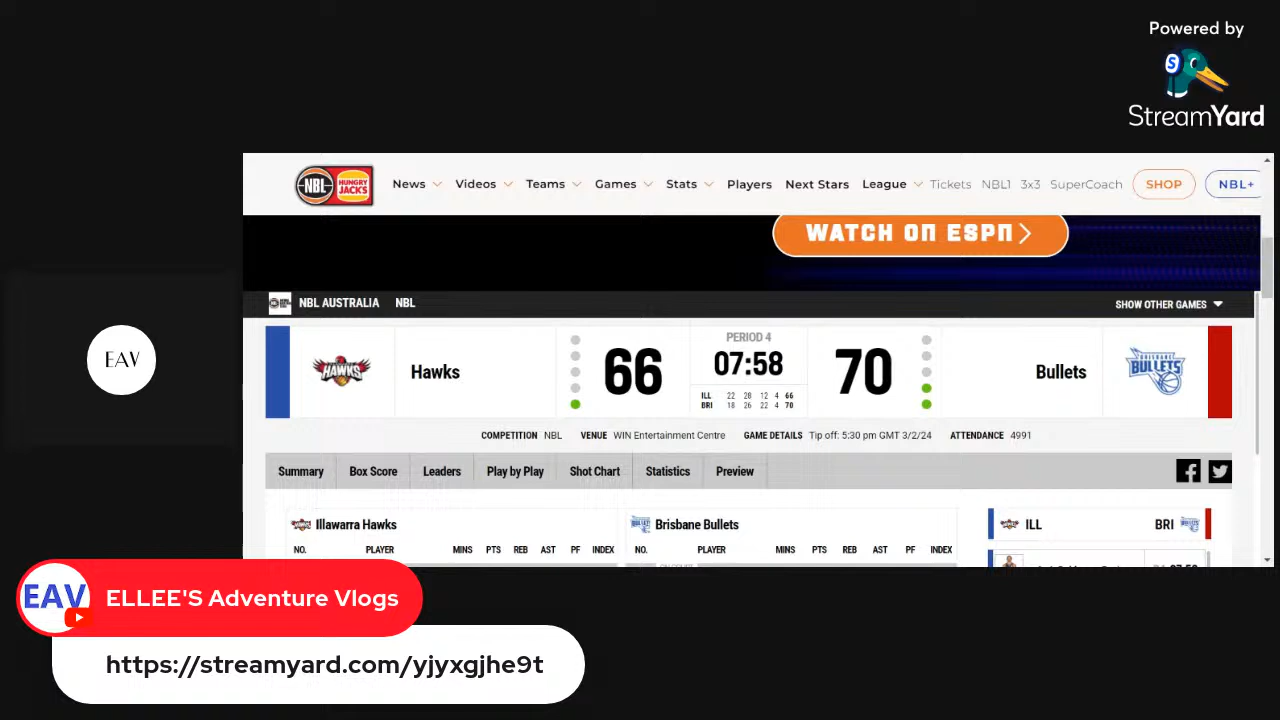 Powered by
StreamYard
NBL HUNGRY JACK'S News Videos Teams Games Stats Players Next Stars League Tickets NBL1 3x3 SuperCoach SHOP NBL+
WATCH ON ESPN
NBL AUSTRALIA NBL SHOW OTHER GAMES
PERIOD 4
HAWKS Hawks 66 07:58 70 Bullets BRISBANE BULLETS
ILL 22 28 12 4 66
BRI 18 26 22 4 70
COMPETITION NBL VENUE WIN Entertainment Centre GAME DETAILS Tip off: 5:30 pm GMT 3/2/24 ATTENDANCE 4991
Summary Box Score Leaders Play by Play Shot Chart Statistics Preview
Illawarra Hawks Brisbane Bullets ILL BRI
NO. PLAYER MINS PTS REB AST PF INDEX NO. PLAYER MINS PTS REB AST PF INDEX
EAV
EAV ELLEE'S Adventure Vlogs
https://streamyard.com/yjyxgjhe9t